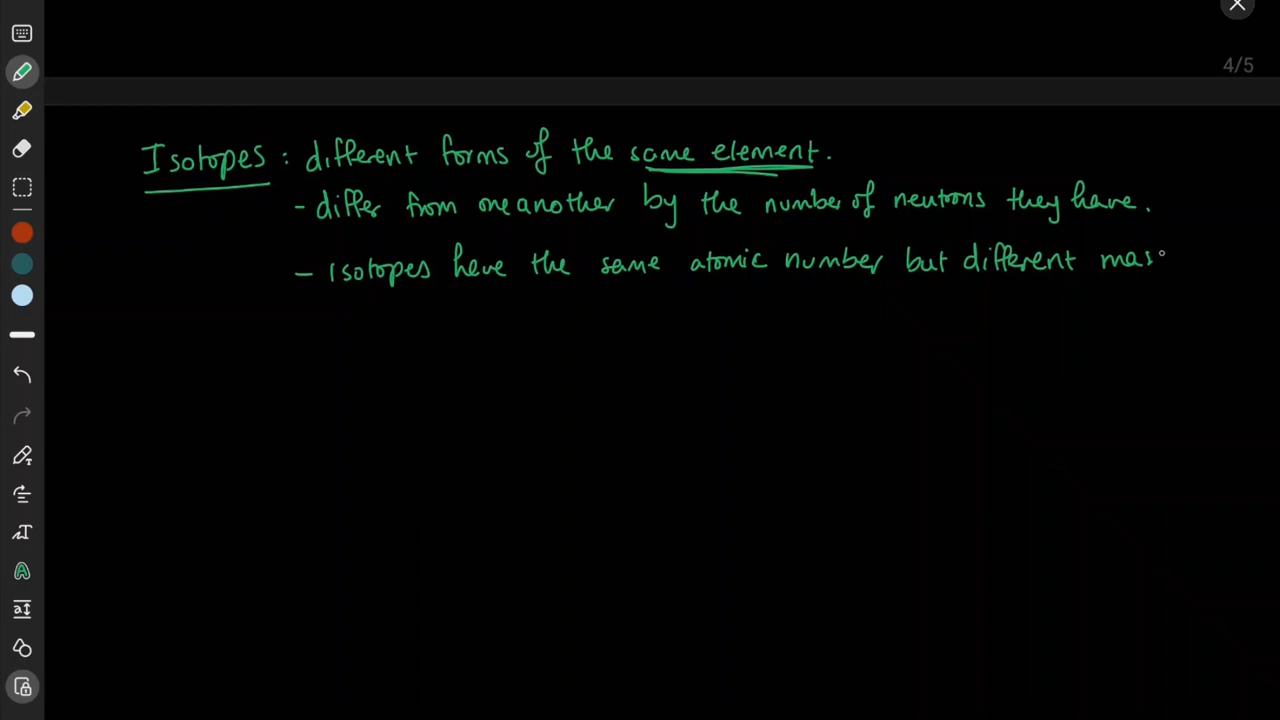 4/5
Isotopes : different forms of the same element.
- differ from one another by the number of neutrons they have.
- isotopes have the same atomic number but different mas